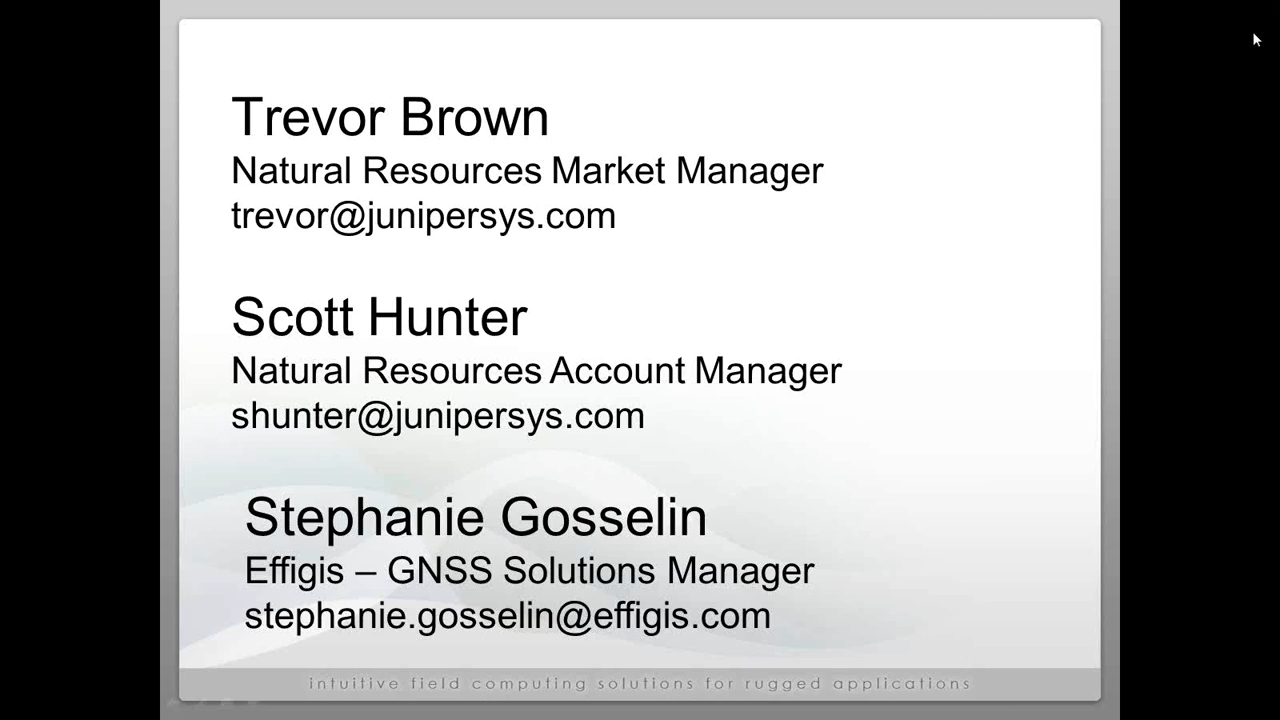 Trevor Brown
Natural Resources Market Manager
trevor@junipersys.com
Scott Hunter
Natural Resources Account Manager
shunter@junipersys.com
Stephanie Gosselin
Effigis – GNSS Solutions Manager
stephanie.gosselin@effigis.com
intuitive field computing solutions for rugged applications